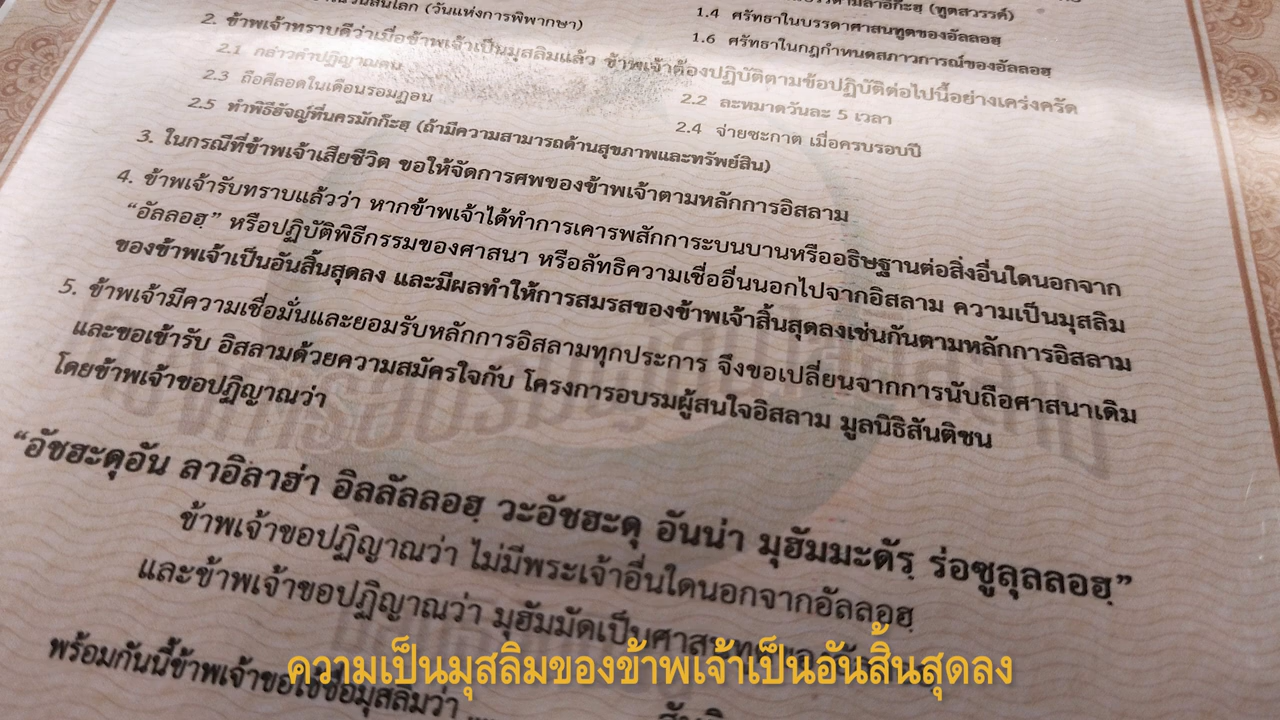 โลก (วันแห่งการพิพากษา)
(ทูตสวรรค์)
1.4 ศรัทธาในบรรดาศาสนทูตของอัลลอฮฺ
1.6 ศรัทธาในกฎกำหนดสภาวการณ์ของอัลลอฮฺ
2. ข้าพเจ้าทราบดีว่าเมื่อข้าพเจ้าเป็นมุสลิมแล้ว ข้าพเจ้าต้องปฏิบัติตามข้อปฏิบัติต่อไปนี้อย่างเคร่งครัด
2.1 กล่าวคำปฏิญาณตน
2.2 ละหมาดวันละ 5 เวลา
2.3 ถือศีลอดในเดือนรอมฎอน
2.4 จ่ายซะกาต เมื่อครบรอบปี
2.5 ทำพิธีฮัจญ์ที่นครมักก๊ะฮฺ (ถ้ามีความสามารถด้านสุขภาพและทรัพย์สิน)
3. ในกรณีที่ข้าพเจ้าเสียชีวิต ขอให้จัดการศพของข้าพเจ้าตามหลักการอิสลาม
4. ข้าพเจ้ารับทราบแล้วว่า หากข้าพเจ้าได้ทำการเคารพสักการะบนบานหรืออธิษฐานต่อสิ่งอื่นใดนอกจาก
“อัลลอฮฺ” หรือปฏิบัติพิธีกรรมของศาสนา หรือลัทธิความเชื่ออื่นนอกไปจากอิสลาม ความเป็นมุสลิม
ของข้าพเจ้าเป็นอันสิ้นสุดลง และมีผลทำให้การสมรสของข้าพเจ้าสิ้นสุดลงเช่นกันตามหลักการอิสลาม
5. ข้าพเจ้ามีความเชื่อมั่นและยอมรับหลักการอิสลามทุกประการ จึงขอเปลี่ยนจากการนับถือศาสนาเดิม
และขอเข้ารับ อิสลามด้วยความสมัครใจกับ โครงการอบรมผู้สนใจอิสลาม มูลนิธิสันติชน
โดยข้าพเจ้าขอปฏิญาณว่า
“อัชฮะดุอัน ลาอิลาฮ่า อิลลัลลอฮฺ วะอัชฮะดุ อันน่า มุฮัมมะดัรฺ ร่อซูลุลลอฮฺ”
ข้าพเจ้าขอปฏิญาณว่า ไม่มีพระเจ้าอื่นใดนอกจากอัลลอฮฺ
และข้าพเจ้าขอปฏิญาณว่า มุฮัมมัดเป็น
พร้อมกันนี้ข้าพเจ้าขอใช้ชื่อมุสลิมว่า
ความเป็นมุสลิมของข้าพเจ้าเป็นอันสิ้นสุดลง